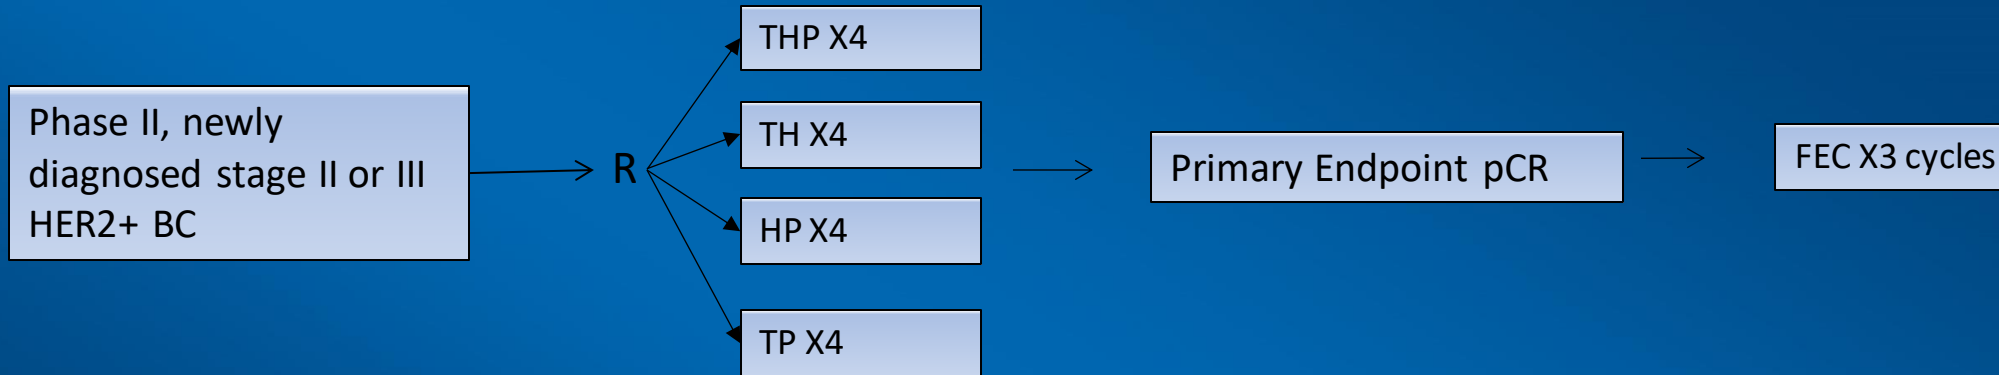 Phase II, newly
diagnosed stage II or III
HER2+ BC
R
THP X4
TH X4
HP X4
TP X4
Primary Endpoint pCR
FEC X3 cycles